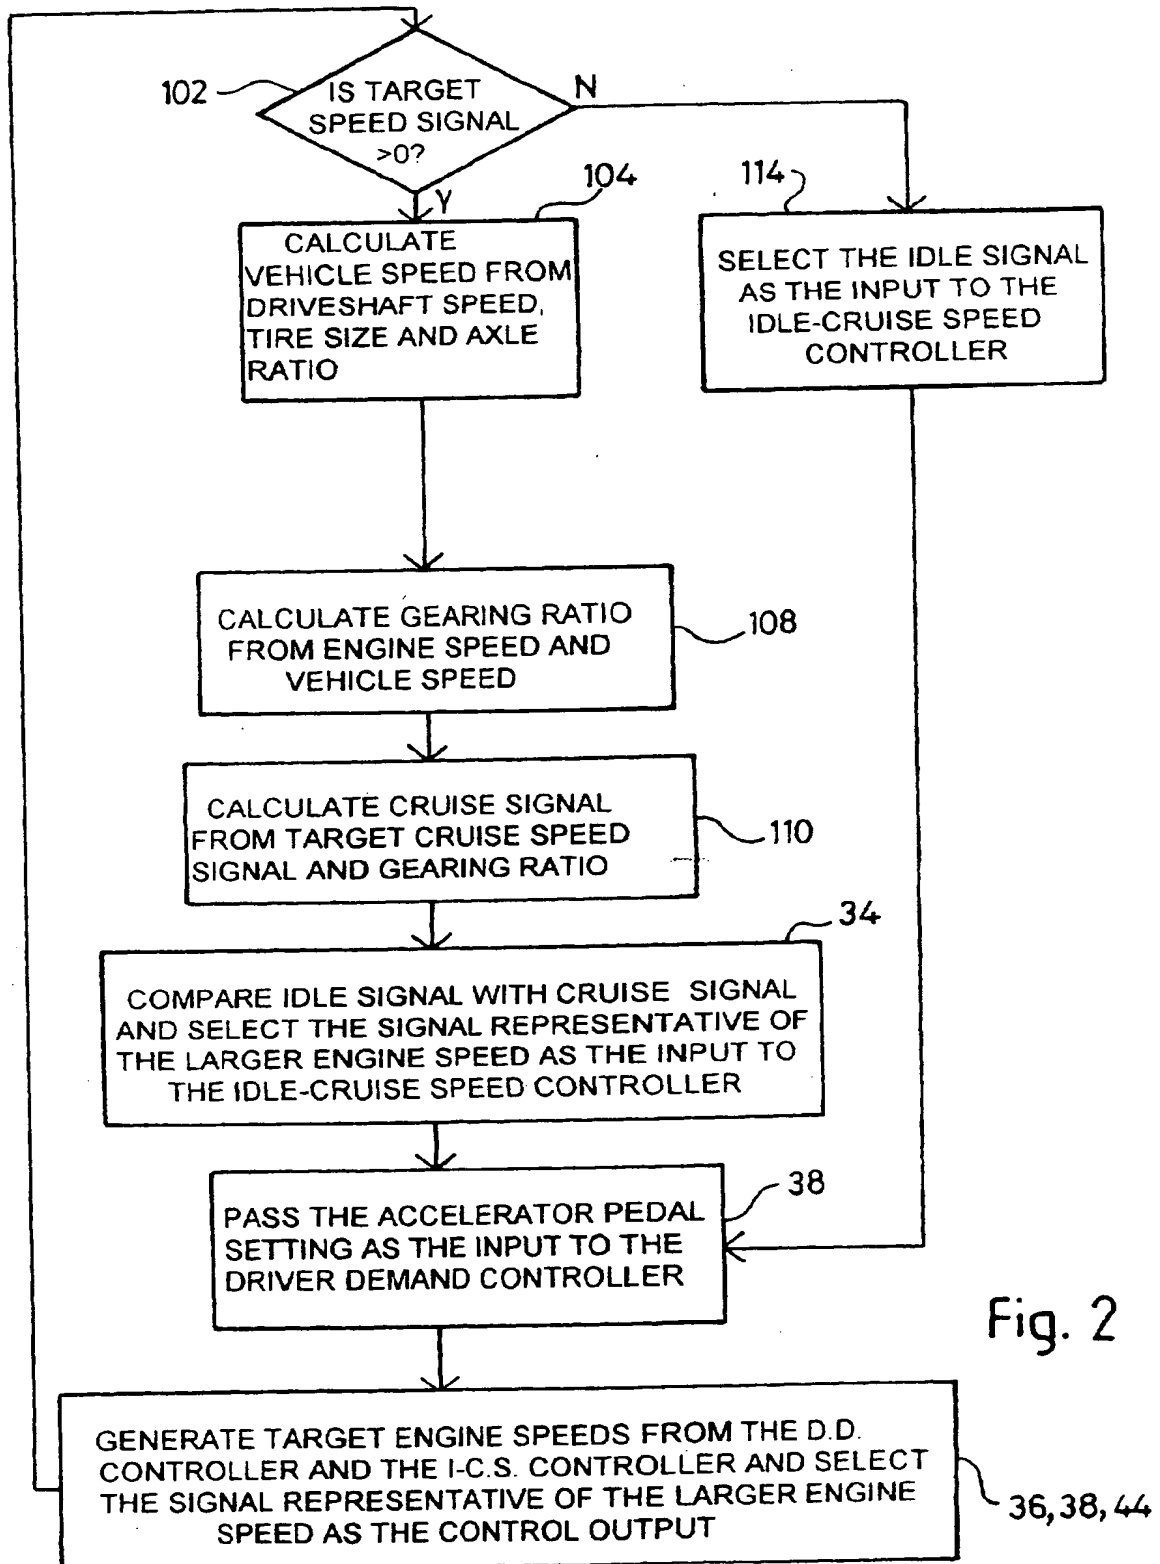 102
IS TARGET
SPEED SIGNAL
>0?
N
Y
104
CALCULATE
VEHICLE SPEED FROM
DRIVESHAFT SPEED,
TIRE SIZE AND AXLE
RATIO
114
SELECT THE IDLE SIGNAL
AS THE INPUT TO THE
IDLE-CRUISE SPEED
CONTROLLER
CALCULATE GEARING RATIO
FROM ENGINE SPEED AND
VEHICLE SPEED
108
CALCULATE CRUISE SIGNAL
FROM TARGET CRUISE SPEED
SIGNAL AND GEARING RATIO
110
34
COMPARE IDLE SIGNAL WITH CRUISE SIGNAL
AND SELECT THE SIGNAL REPRESENTATIVE OF
THE LARGER ENGINE SPEED AS THE INPUT TO
THE IDLE-CRUISE SPEED CONTROLLER
38
PASS THE ACCELERATOR PEDAL
SETTING AS THE INPUT TO THE
DRIVER DEMAND CONTROLLER
Fig. 2
GENERATE TARGET ENGINE SPEEDS FROM THE D.D.
CONTROLLER AND THE I-C.S. CONTROLLER AND SELECT
THE SIGNAL REPRESENTATIVE OF THE LARGER ENGINE
SPEED AS THE CONTROL OUTPUT
36,38,44